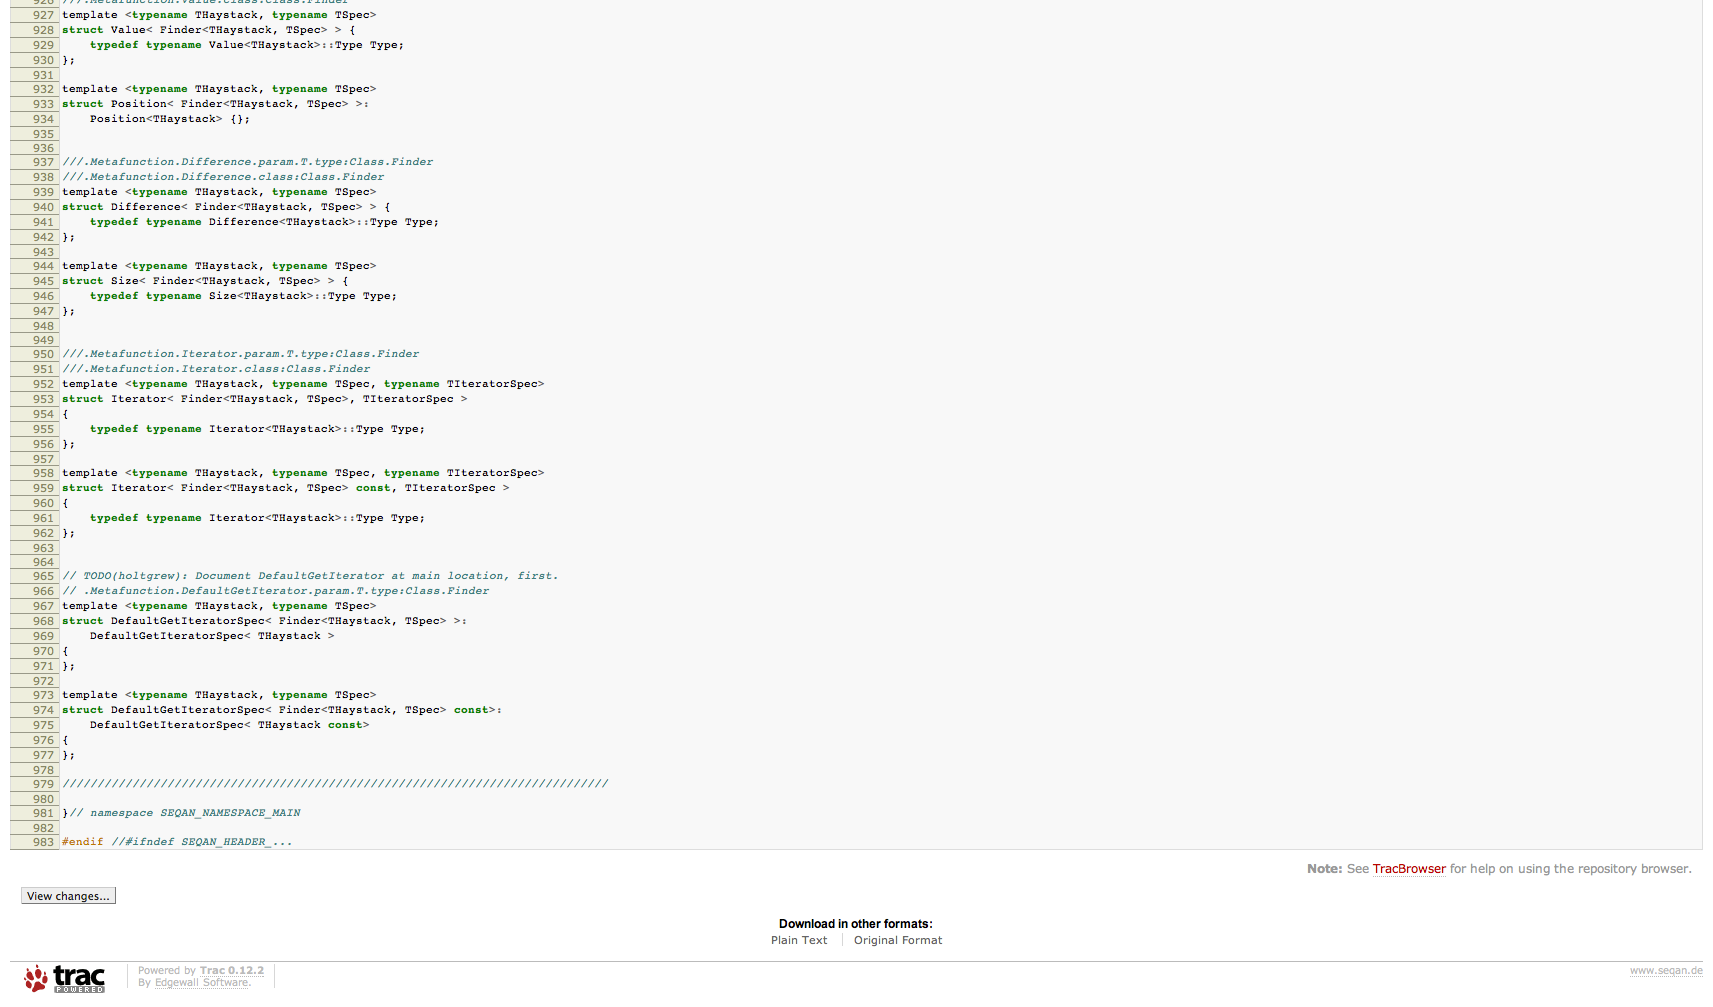 926 ///.Metafunction.Value.class:Class.Finder
927 template <typename THaystack, typename TSpec>
928 struct Value< Finder<THaystack, TSpec> > {
929     typedef typename Value<THaystack>::Type Type;
930 };
931
932 template <typename THaystack, typename TSpec>
933 struct Position< Finder<THaystack, TSpec> >:
934     Position<THaystack> {};
935
936
937 ///.Metafunction.Difference.param.T.type:Class.Finder
938 ///.Metafunction.Difference.class:Class.Finder
939 template <typename THaystack, typename TSpec>
940 struct Difference< Finder<THaystack, TSpec> > {
941     typedef typename Difference<THaystack>::Type Type;
942 };
943
944 template <typename THaystack, typename TSpec>
945 struct Size< Finder<THaystack, TSpec> > {
946     typedef typename Size<THaystack>::Type Type;
947 };
948
949
950 ///.Metafunction.Iterator.param.T.type:Class.Finder
951 ///.Metafunction.Iterator.class:Class.Finder
952 template <typename THaystack, typename TSpec, typename TIteratorSpec>
953 struct Iterator< Finder<THaystack, TSpec>, TIteratorSpec >
954 {
955     typedef typename Iterator<THaystack>::Type Type;
956 };
957
958 template <typename THaystack, typename TSpec, typename TIteratorSpec>
959 struct Iterator< Finder<THaystack, TSpec> const, TIteratorSpec >
960 {
961     typedef typename Iterator<THaystack>::Type Type;
962 };
963
964
965 // TODO(holtgrew): Document DefaultGetIterator at main location, first.
966 // .Metafunction.DefaultGetIterator.param.T.type:Class.Finder
967 template <typename THaystack, typename TSpec>
968 struct DefaultGetIteratorSpec< Finder<THaystack, TSpec> >:
969     DefaultGetIteratorSpec< THaystack >
970 {
971 };
972
973 template <typename THaystack, typename TSpec>
974 struct DefaultGetIteratorSpec< Finder<THaystack, TSpec> const>:
975     DefaultGetIteratorSpec< THaystack const>
976 {
977 };
978
979 //////////////////////////////////////////////////////////////////////////////
980
981 }// namespace SEQAN_NAMESPACE_MAIN
982
983 #endif //#ifndef SEQAN_HEADER_...
Note: See TracBrowser for help on using the repository browser.
View changes...
Download in other formats:
Plain Text
Original Format
trac
POWERED
Powered by Trac 0.12.2
By Edgewall Software.
www.seqan.de